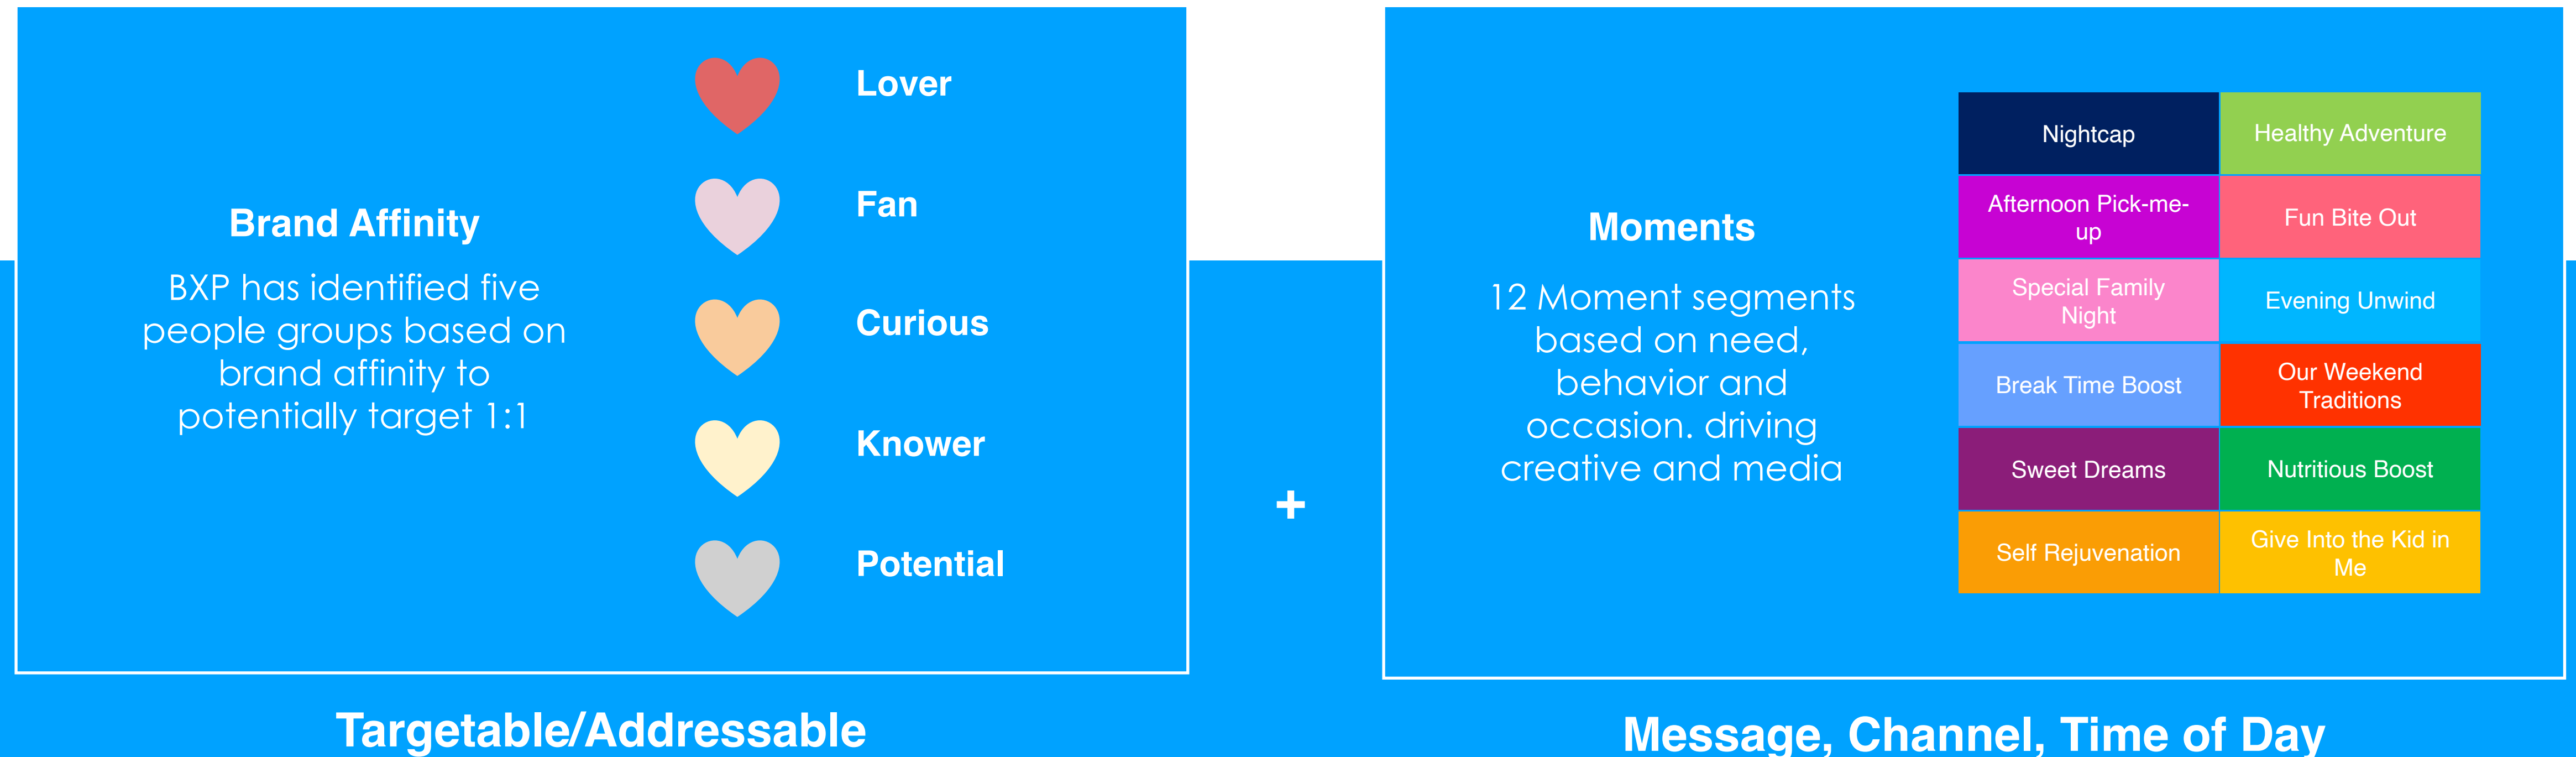 Brand Affinity
BXP has identified five
people groups based on
brand affinity to
potentially target 1:1
Lover
Fan
Curious
Knower
Potential
Targetable/Addressable
+
Moments
12 Moment segments
based on need,
behavior and
occasion. driving
creative and media
Nightcap
Healthy Adventure
Afternoon Pick-me-
up
Fun Bite Out
Special Family
Night
Evening Unwind
Break Time Boost
Our Weekend
Traditions
Sweet Dreams
Nutritious Boost
Self Rejuvenation
Give Into the Kid in
Me
Message, Channel, Time of Day